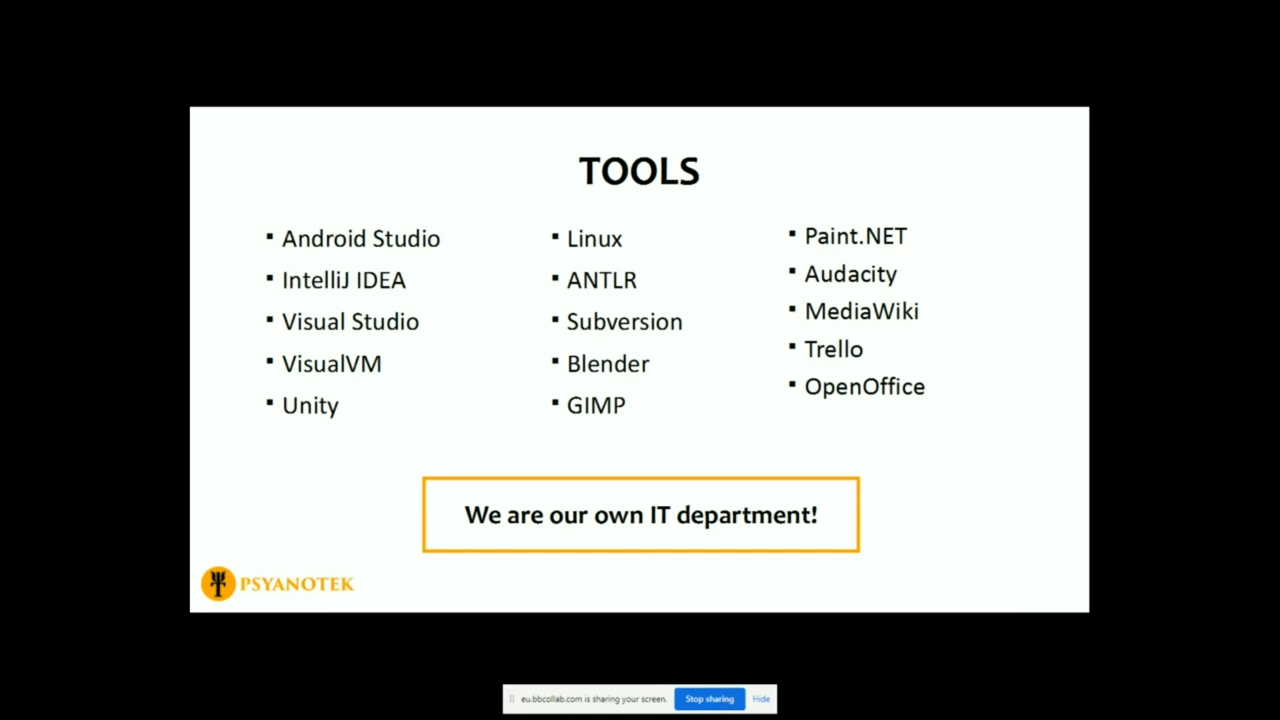 TOOLS
Android Studio
IntelliJ IDEA
Visual Studio
VisualVM
Unity
Linux
ANTLR
Subversion
Blender
GIMP
Paint.NET
Audacity
MediaWiki
Trello
OpenOffice
We are our own IT department!
PSYANOTEK
eu.bbcollab.com is sharing your screen. Stop sharing Hide